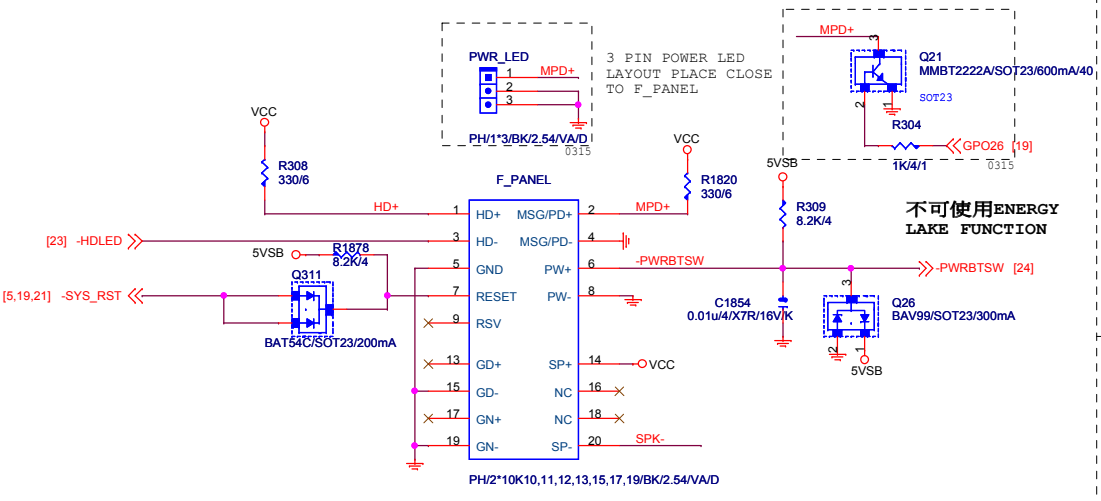 PWR_LED
1 MPD+
2
3
PH/1*3/BK/2.54/VA/D
0315
3 PIN POWER LED
LAYOUT PLACE CLOSE
TO F_PANEL
MPD+
3
Q21
MMBT2222A/SOT23/600mA/40
SOT23
2
1
R304
GPO26 [19]
1K/4/1
0315
VCC
R308
330/6
VCC
R1820
330/6
5VSB
R309
8.2K/4
不可使用ENERGY
LAKE FUNCTION
F_PANEL
HD+ 1 HD+ MSG/PD+ 2 MPD+
[23] -HDLED 3 HD- MSG/PD- 4
5VSB R1878
8.2K/4
5 GND PW+ 6 -PWRBTSW
-PWRBTSW [24]
Q311
[5,19,21] -SYS_RST 7 RESET PW- 8
BAT54C/SOT23/200mA
9 RSV
C1854
0.01u/4/X7R/16V/K
3
Q26
BAV99/SOT23/300mA
2
1
5VSB
13 GD+ SP+ 14 VCC
15 GD- NC 16
17 GN+ NC 18
19 GN- SP- 20 SPK-
PH/2*10K10,11,12,13,15,17,19/BK/2.54/VA/D